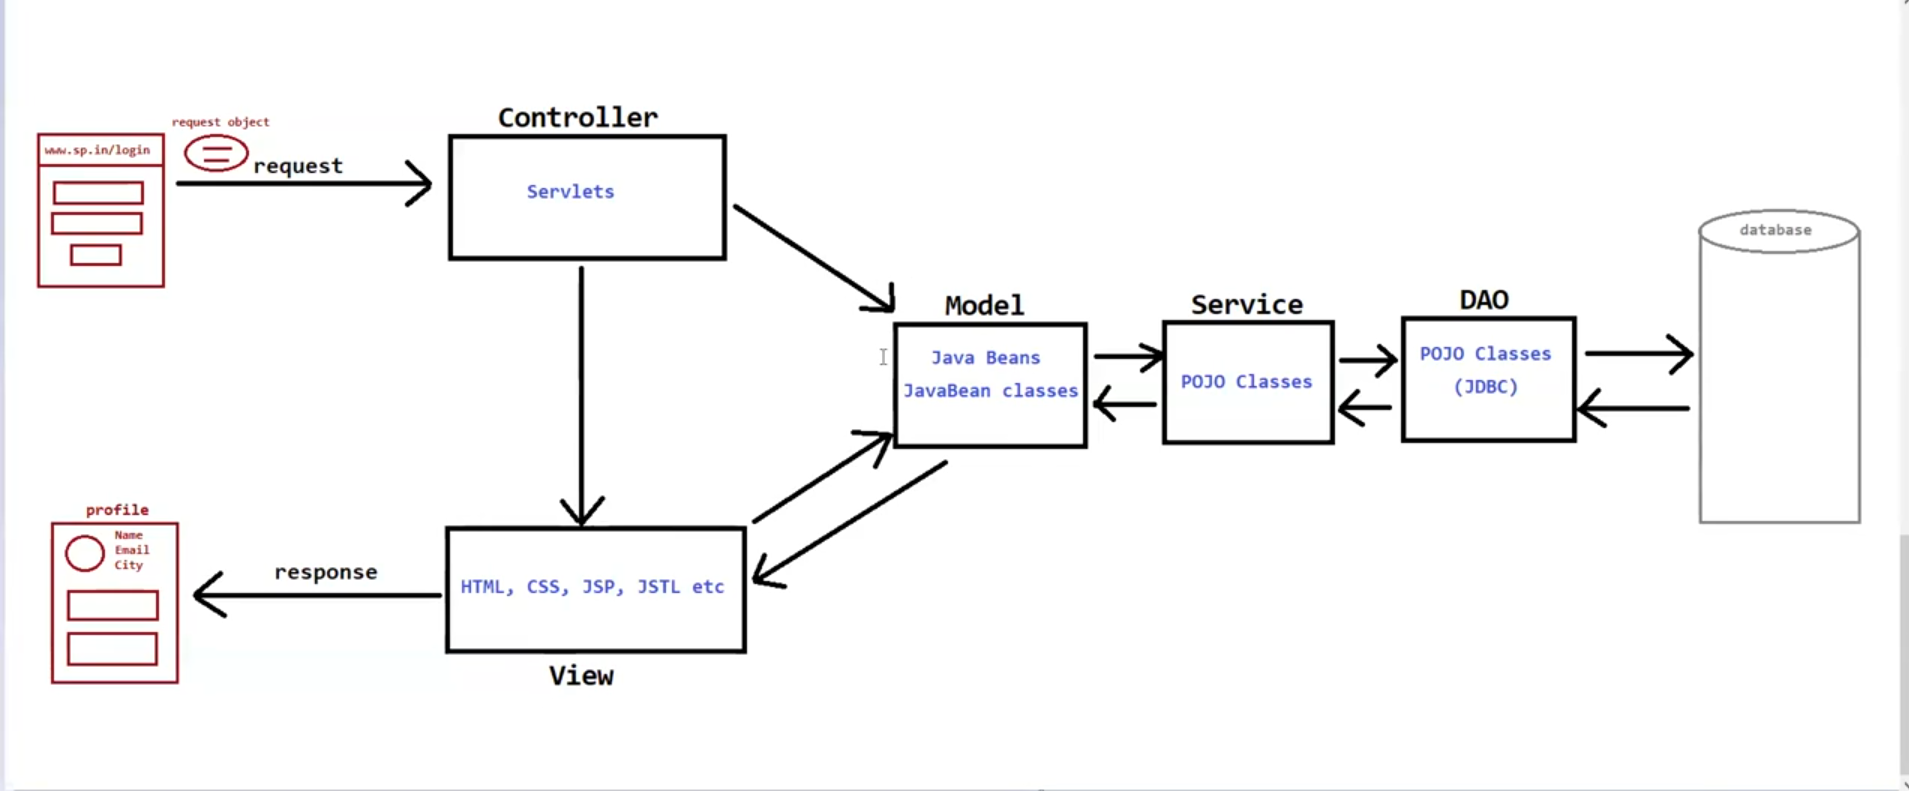 request object
www.sp.in/login
request
Controller
Servlets
Model
Java Beans
JavaBean classes
Service
POJO Classes
DAO
POJO Classes
(JDBC)
database
profile
Name
Email
City
response
HTML, CSS, JSP, JSTL etc
View